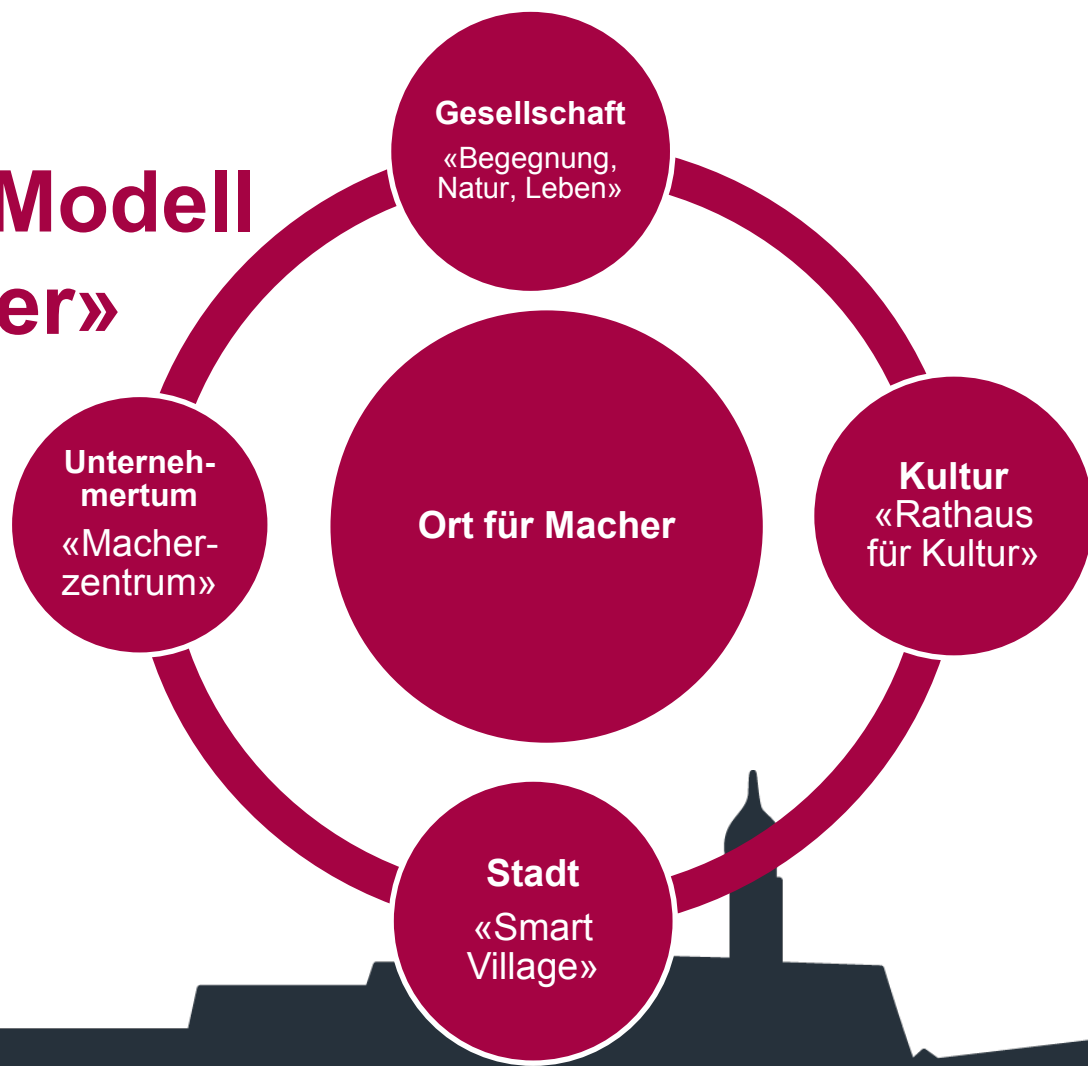 Modell
er»
Gesellschaft
«Begegnung,
Natur, Leben»
Unterneh-
mertum
«Macher-
zentrum»
Ort für Macher
Kultur
«Rathaus
für Kultur»
Stadt
«Smart
Village»